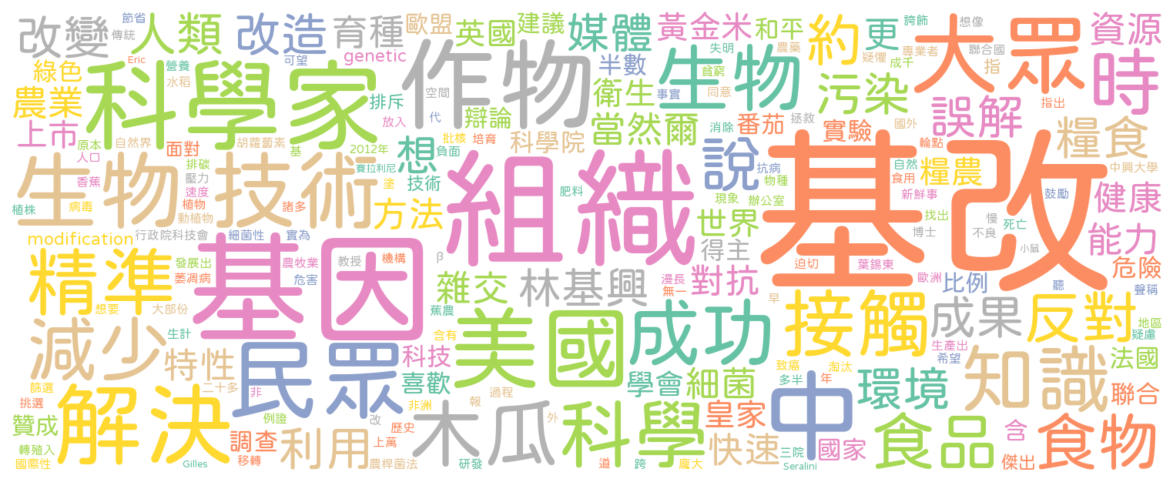 改變
節省
傳統
人類
Eric
改造
可望
育種
歐盟
英國
建議
genetic
媒體
半數
黃金米
失明
農藥
和平
約
更
跨飾
專業者
疑懼
成千
想像
聯合國
指
大眾
指出
資源
時
綠色
農業
上市
營養
水稻
科學家
排斥
放入
作物
空間
代
辯論
科學院
生物
貧窮
事實
同意
衛生
當然爾
消除
拯救
番茄
污染
實驗
國外
輪點
誤解
糧食
中興大學
原本
人口
自然界
面對
胡蘿蔔素
基
2012年
賽拉利尼
想
負面
技術
批核
培育
組織
肥料
說
現象
物種
辦公室
抗病
基改
自然
食用
糧農
新鮮事
找出
博士
慢
不良
鼓勵
死亡
小鼠
健康
能力
香蕉
植株
排碳
壓力
速度
植物
病毒
諸多
動植物
生物技術
方法
世界
得主
modification
行政院科技會
細菌性
實為
發展出
萎凋病
農牧業
危害
基因
教授
機構
β
蕉農
雜交
林基興
漫長
無一
對抗
迫切
早
葉錫東
歐洲
比例
聽
聲稱
危險
精準
想要
大部份
生計
減少
特性
篩選
挑選
二十多
非
民眾
例證
科技
喜歡
含有
非洲
美國
過程
報
成功
學會
細菌
接觸
致癌
多半
淘汰
年
成果
生產出
希望
反對
地區
疑慮
法國
解決
贊成
轉殖入
國際性
Gilles
調查
移轉
利用
改
歷史
上萬
農桿菌法
木瓜
研發
外
科學
道
跨
皇家
快速
龐大
中
三院
Seralini
國家
環境
食品
知識
含
傑出
食物
聯合